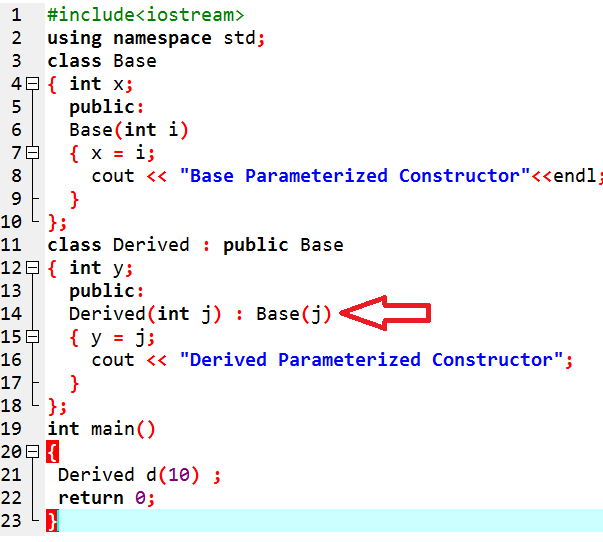 1 #include<iostream>
2 using namespace std;
3 class Base
4 { int x;
5 public:
6 Base(int i)
7 { x = i;
8 cout << "Base Parameterized Constructor"<<endl;
9 }
10 };
11 class Derived : public Base
12 { int y;
13 public:
14 Derived(int j) : Base(j)
15 { y = j;
16 cout << "Derived Parameterized Constructor";
17 }
18 };
19 int main()
20 {
21 Derived d(10) ;
22 return 0;
23 }